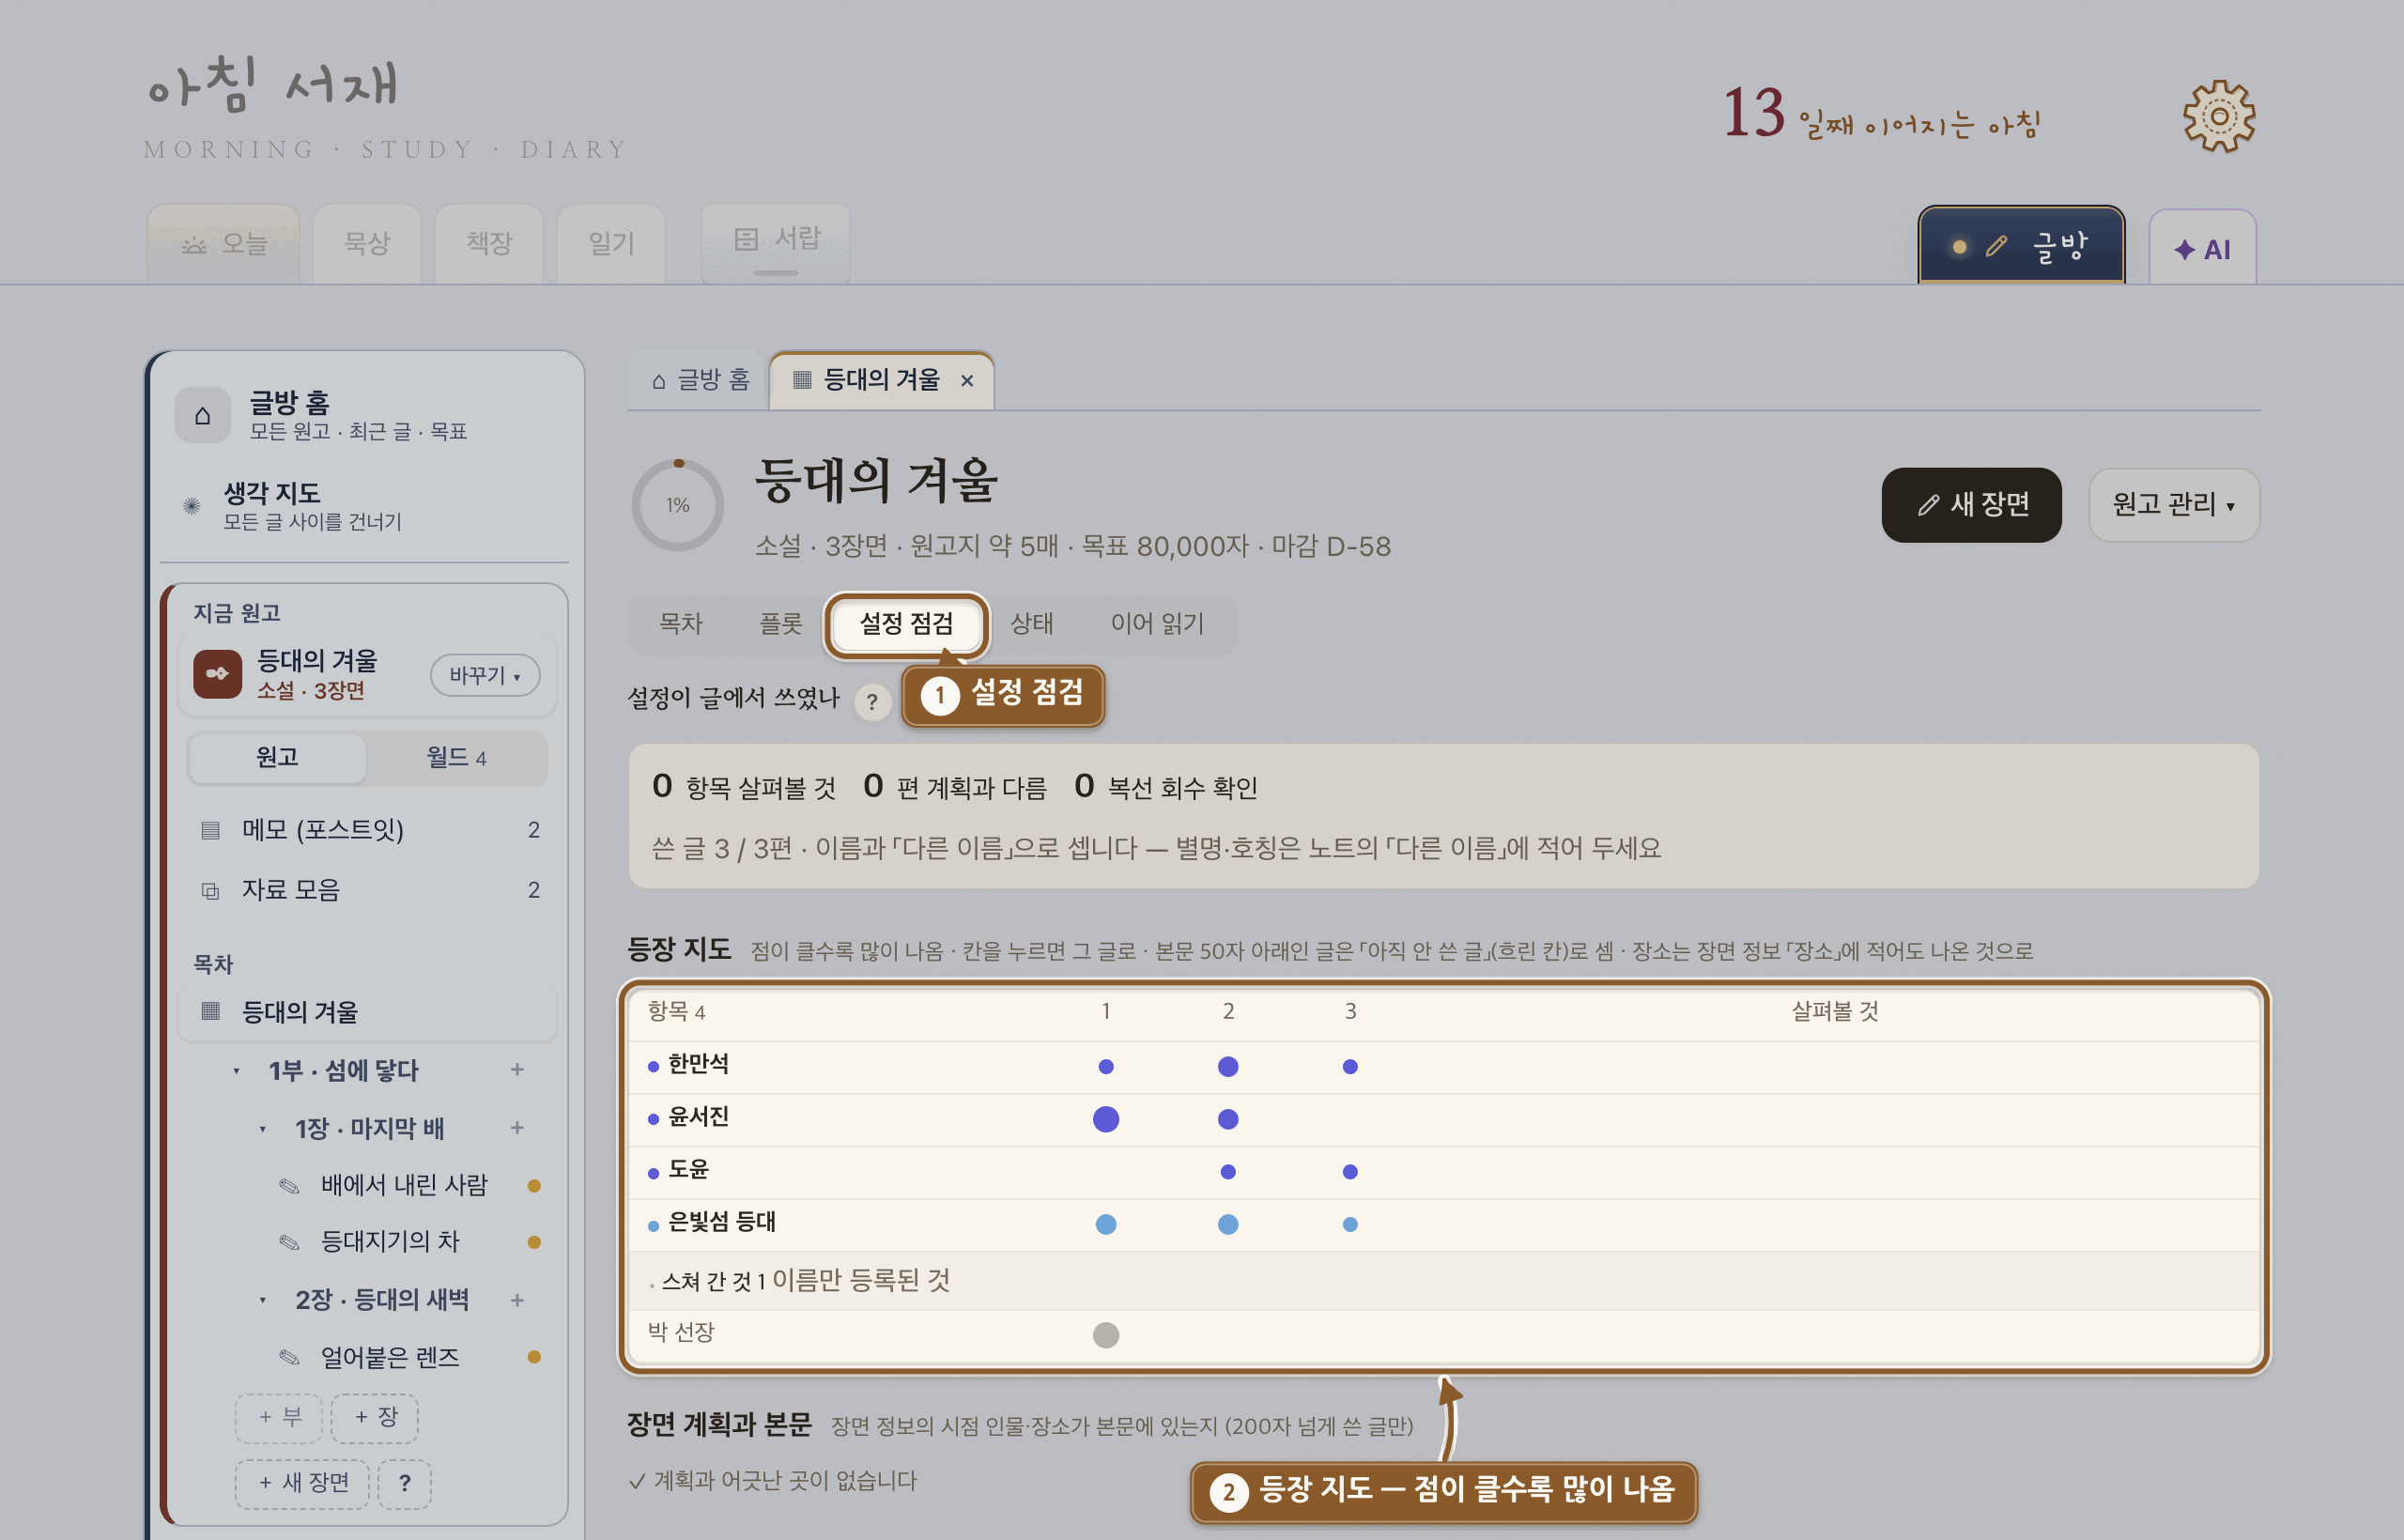 아침 서재
MORNING · STUDY · DIARY
13 일째 이어지는 아침
오늘
묵상
책장
일기
서랍
글방
AI
글방 홈
모든 원고 · 최근 글 · 목표
생각 지도
모든 글 사이를 건너기
지금 원고
등대의 겨울
소설 · 3장면
바꾸기 ▾
원고
월드 4
메모 (포스트잇) 2
자료 모음 2
목차
등대의 겨울
1부 · 섬에 닿다 +
1장 · 마지막 배 +
배에서 내린 사람
등대지기의 차
2장 · 등대의 새벽 +
얼어붙은 렌즈
+ 부
+ 장
+ 새 장면
?
글방 홈
등대의 겨울 ×
1%
등대의 겨울
소설 · 3장면 · 원고지 약 5매 · 목표 80,000자 · 마감 D-58
새 장면
원고 관리 ▾
목차
플롯
설정 점검
상태
이어 읽기
설정이 글에서 쓰였나 ?
1 설정 점검
0 항목 살펴볼 것 0 편 계획과 다름 0 복선 회수 확인
쓴 글 3 / 3편 · 이름과 「다른 이름」으로 셉니다 — 별명·호칭은 노트의 「다른 이름」에 적어 두세요
등장 지도 점이 클수록 많이 나옴 · 칸을 누르면 그 글로 · 본문 50자 아래인 글은 「아직 안 쓴 글」(흐린 칸)로 셈 · 장소는 장면 정보 「장소」에 적어도 나온 것으로
항목 4 1 2 3 살펴볼 것
한만석
윤서진
도윤
은빛섬 등대
스쳐 간 것 1 이름만 등록된 것
박 선장
장면 계획과 본문 장면 정보의 시점 인물·장소가 본문에 있는지 (200자 넘게 쓴 글만)
✓ 계획과 어긋난 곳이 없습니다
2 등장 지도 — 점이 클수록 많이 나옴